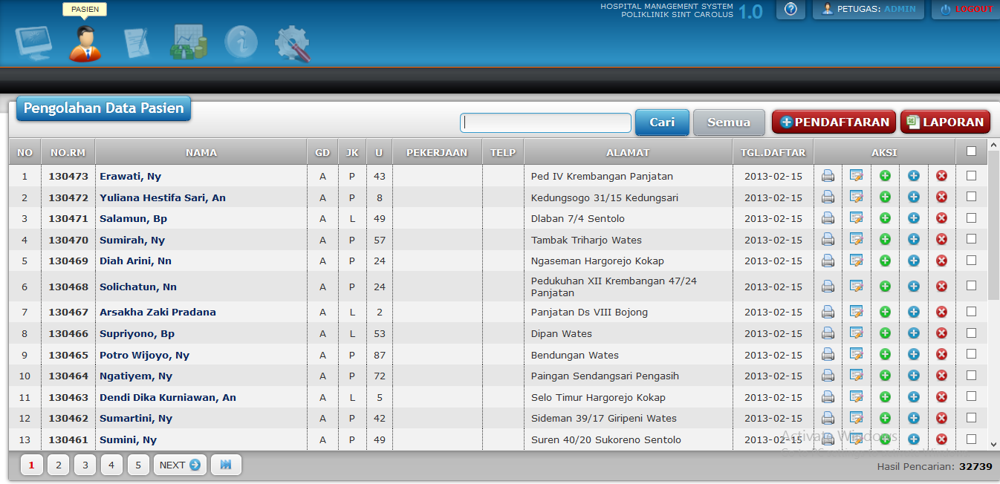 PASIEN
HOSPITAL MANAGEMENT SYSTEM
POLIKLINIK SINT CAROLUS
1.0
PETUGAS: ADMIN
LOGOUT
Pengolahan Data Pasien
Cari
Semua
PENDAFTARAN
LAPORAN
NO NO.RM NAMA GD JK U PEKERJAAN TELP ALAMAT TGL.DAFTAR AKSI
1 130473 Erawati, Ny A P 43 Ped IV Krembangan Panjatan 2013-02-15
2 130472 Yuliana Hestifa Sari, An A P 8 Kedungsogo 31/15 Kedungsari 2013-02-15
3 130471 Salamun, Bp A L 49 Dlaban 7/4 Sentolo 2013-02-15
4 130470 Sumirah, Ny A P 57 Tambak Triharjo Wates 2013-02-15
5 130469 Diah Arini, Nn A P 24 Ngaseman Hargorejo Kokap 2013-02-15
6 130468 Solichatun, Nn A P 24 Pedukuhan XII Krembangan 47/24
Panjatan 2013-02-15
7 130467 Arsakha Zaki Pradana A L 2 Panjatan Ds VIII Bojong 2013-02-15
8 130466 Supriyono, Bp A L 53 Dipan Wates 2013-02-15
9 130465 Potro Wijoyo, Ny A P 87 Bendungan Wates 2013-02-15
10 130464 Ngatiyem, Ny A P 72 Paingan Sendangsari Pengasih 2013-02-15
11 130463 Dendi Dika Kurniawan, An A L 5 Selo Timur Hargorejo Kokap 2013-02-15
12 130462 Sumartini, Ny A P 42 Sideman 39/17 Giripeni Wates 2013-02-15
13 130461 Sumini, Ny A P 49 Suren 40/20 Sukoreno Sentolo 2013-02-15
Activate Windows
1 2 3 4 5 NEXT
Hasil Pencarian: 32739